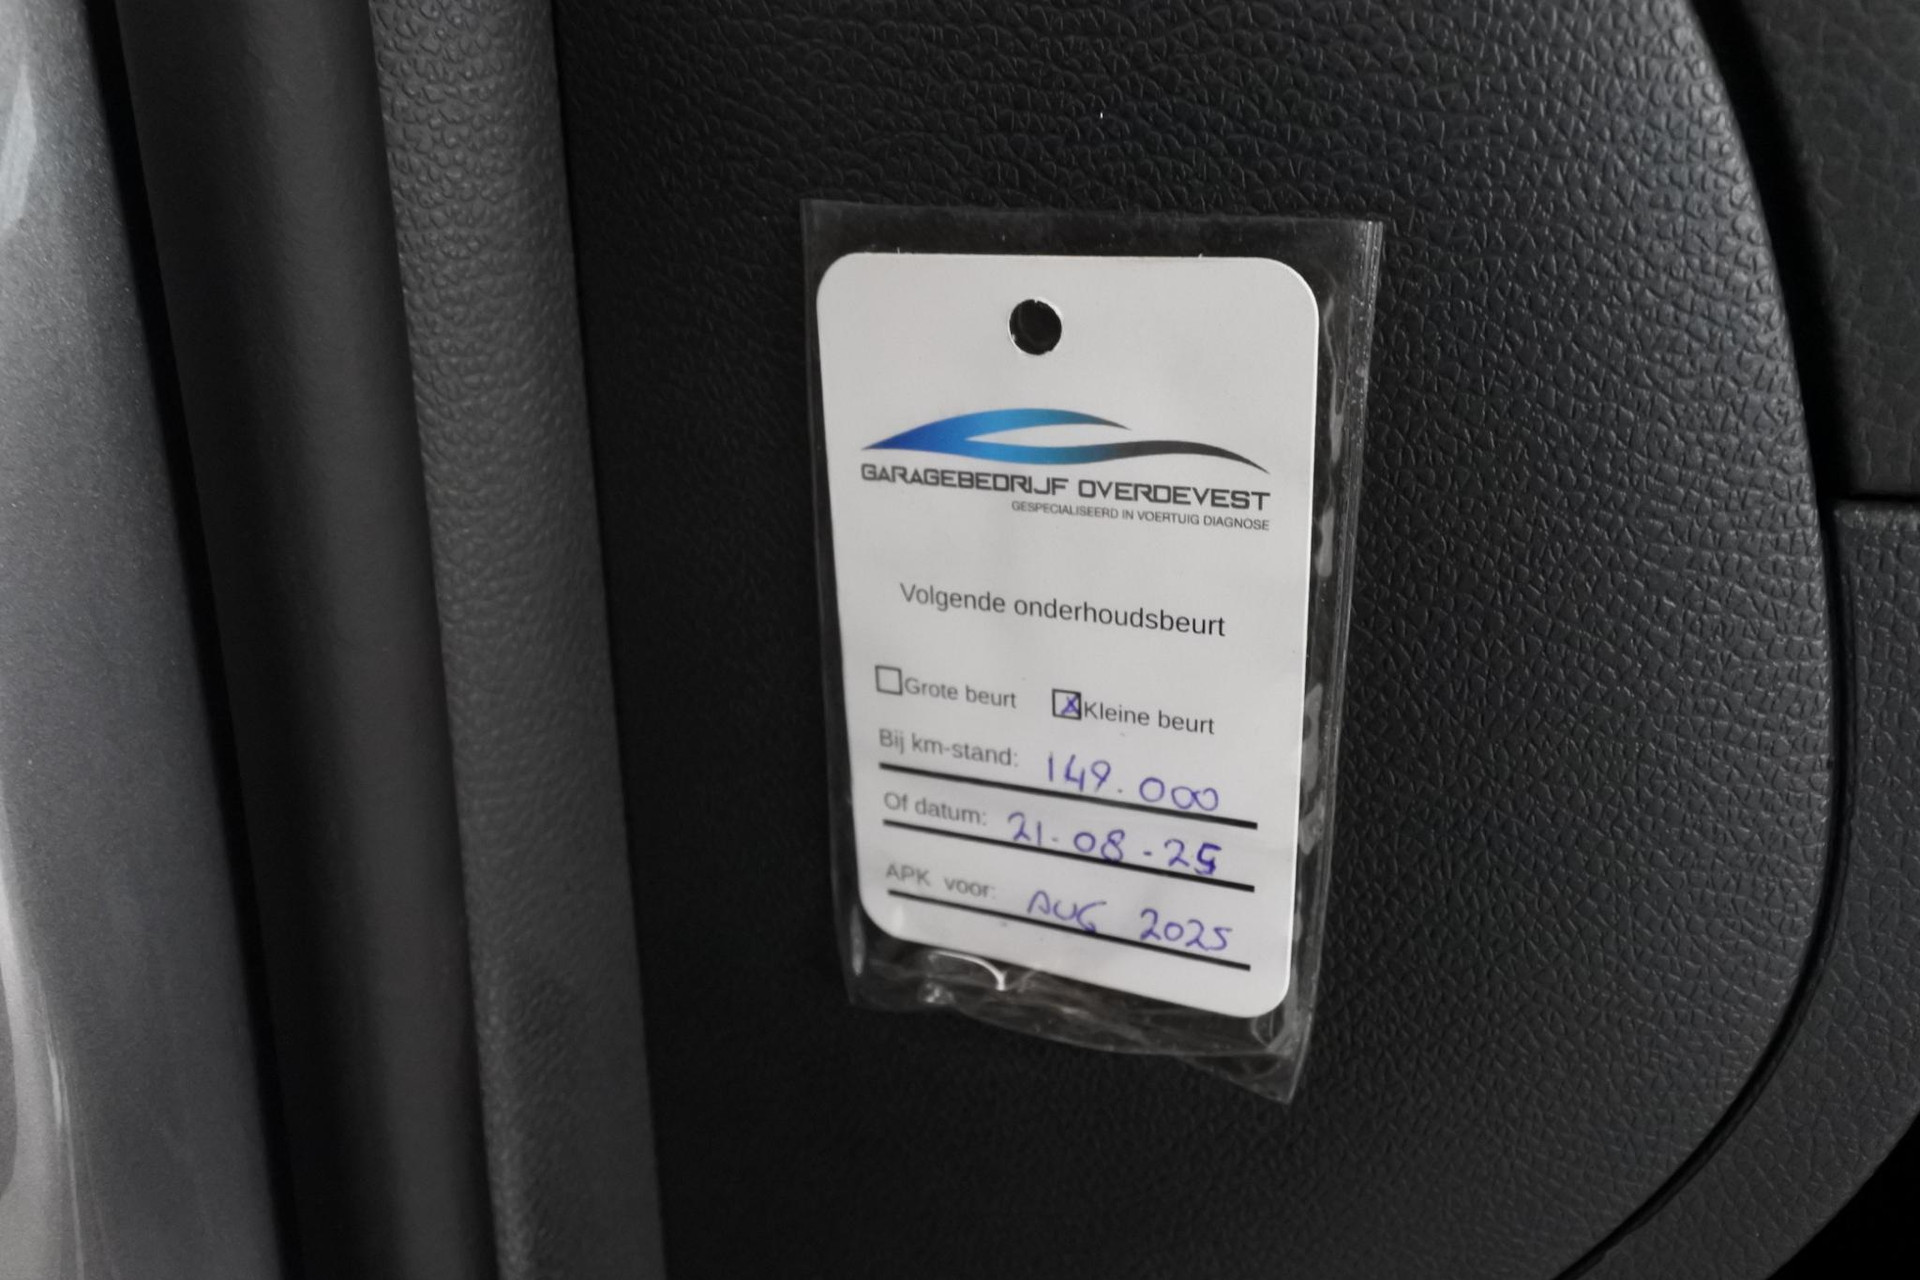 GARAGEBEDRIJF OVERDEVEST
GESPECIALISEERD IN VOERTUIG DIAGNOSE
Volgende onderhoudsbeurt
Grote beurt Kleine beurt
Bij km-stand: 149.000
Of datum: 21-08-25
APK voor: AUG 2025